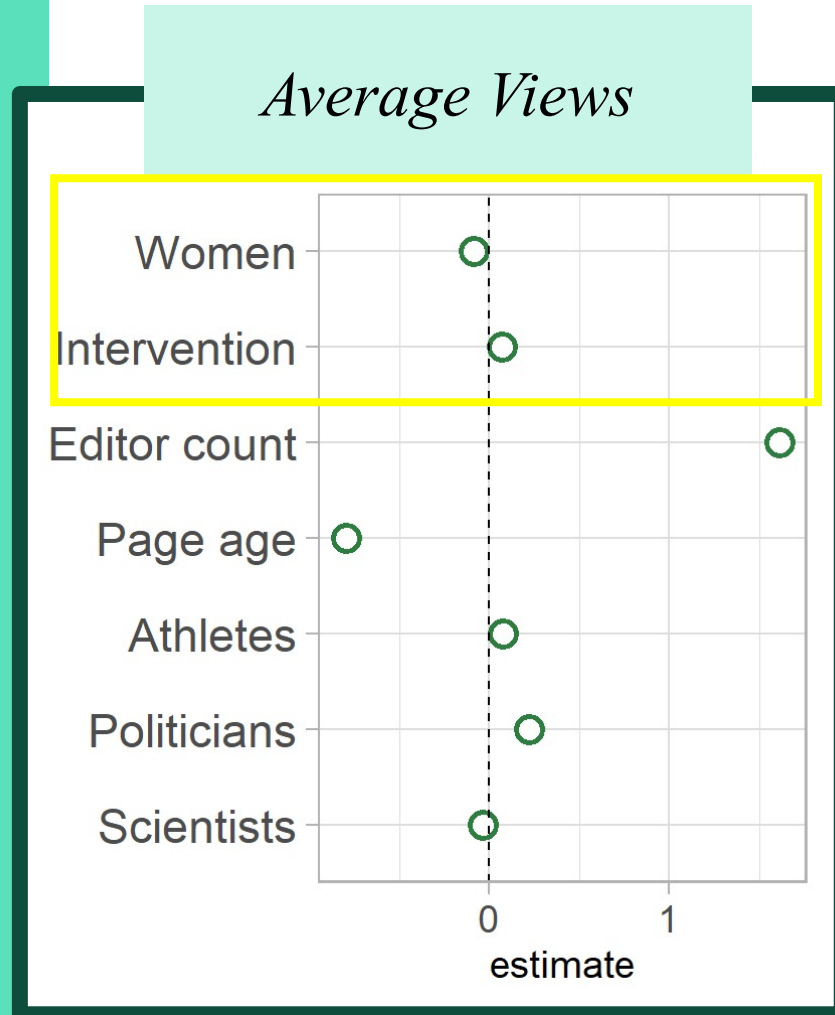 Average Views
Women
Intervention
Editor count
Page age
Athletes
Politicians
Scientists
0 1
estimate